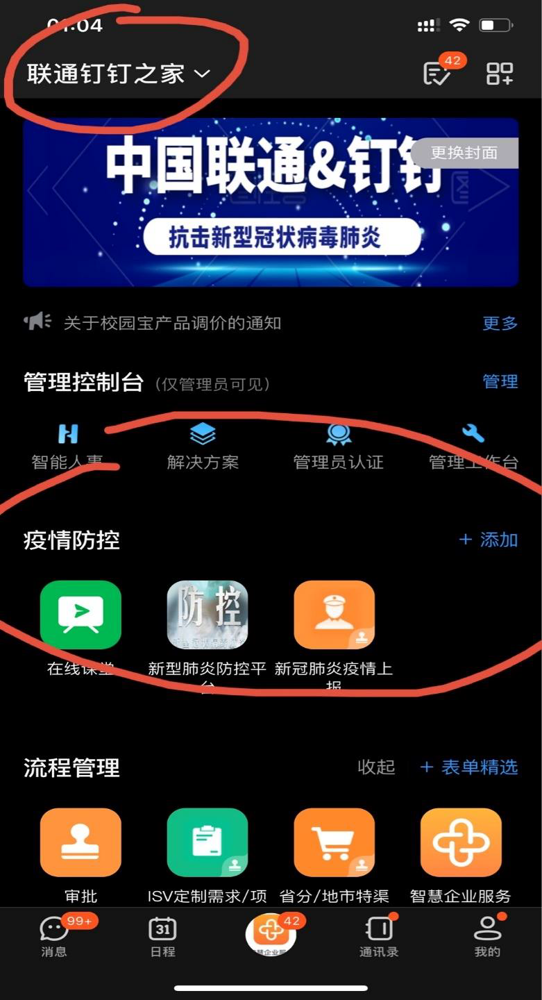 01:04
联通钉钉之家
42
中国联通&钉钉
更换封面
抗击新型冠状病毒肺炎
关于校园宝产品调价的通知
更多
管理控制台(仅管理员可见)
管理
智能人事
解决方案
管理员认证
管理工作台
疫情防控
+ 添加
防控
在线课堂
新型肺炎防控平
台
新冠肺炎疫情上
报
流程管理
收起
+ 表单精选
审批
ISV定制需求/项
省分/地市特渠
智慧企业服务
99+
消息
31
日程
42
通讯录
我的